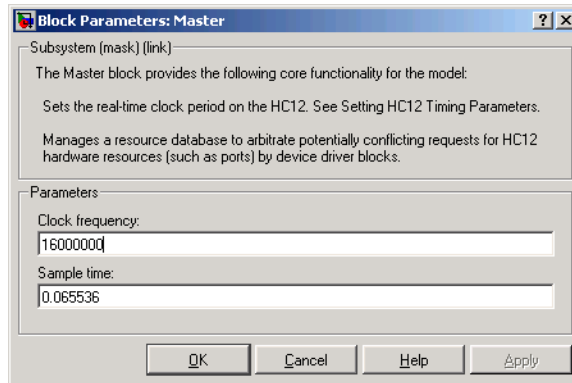 Block Parameters: Master
Subsystem (mask) (link)
The Master block provides the following core functionality for the model:
Sets the real-time clock period on the HC12. See Setting HC12 Timing Parameters.
Manages a resource database to arbitrate potentially conflicting requests for HC12
hardware resources (such as ports) by device driver blocks.
Parameters
Clock frequency:
16000000
Sample time:
0.065536
OK Cancel Help Apply